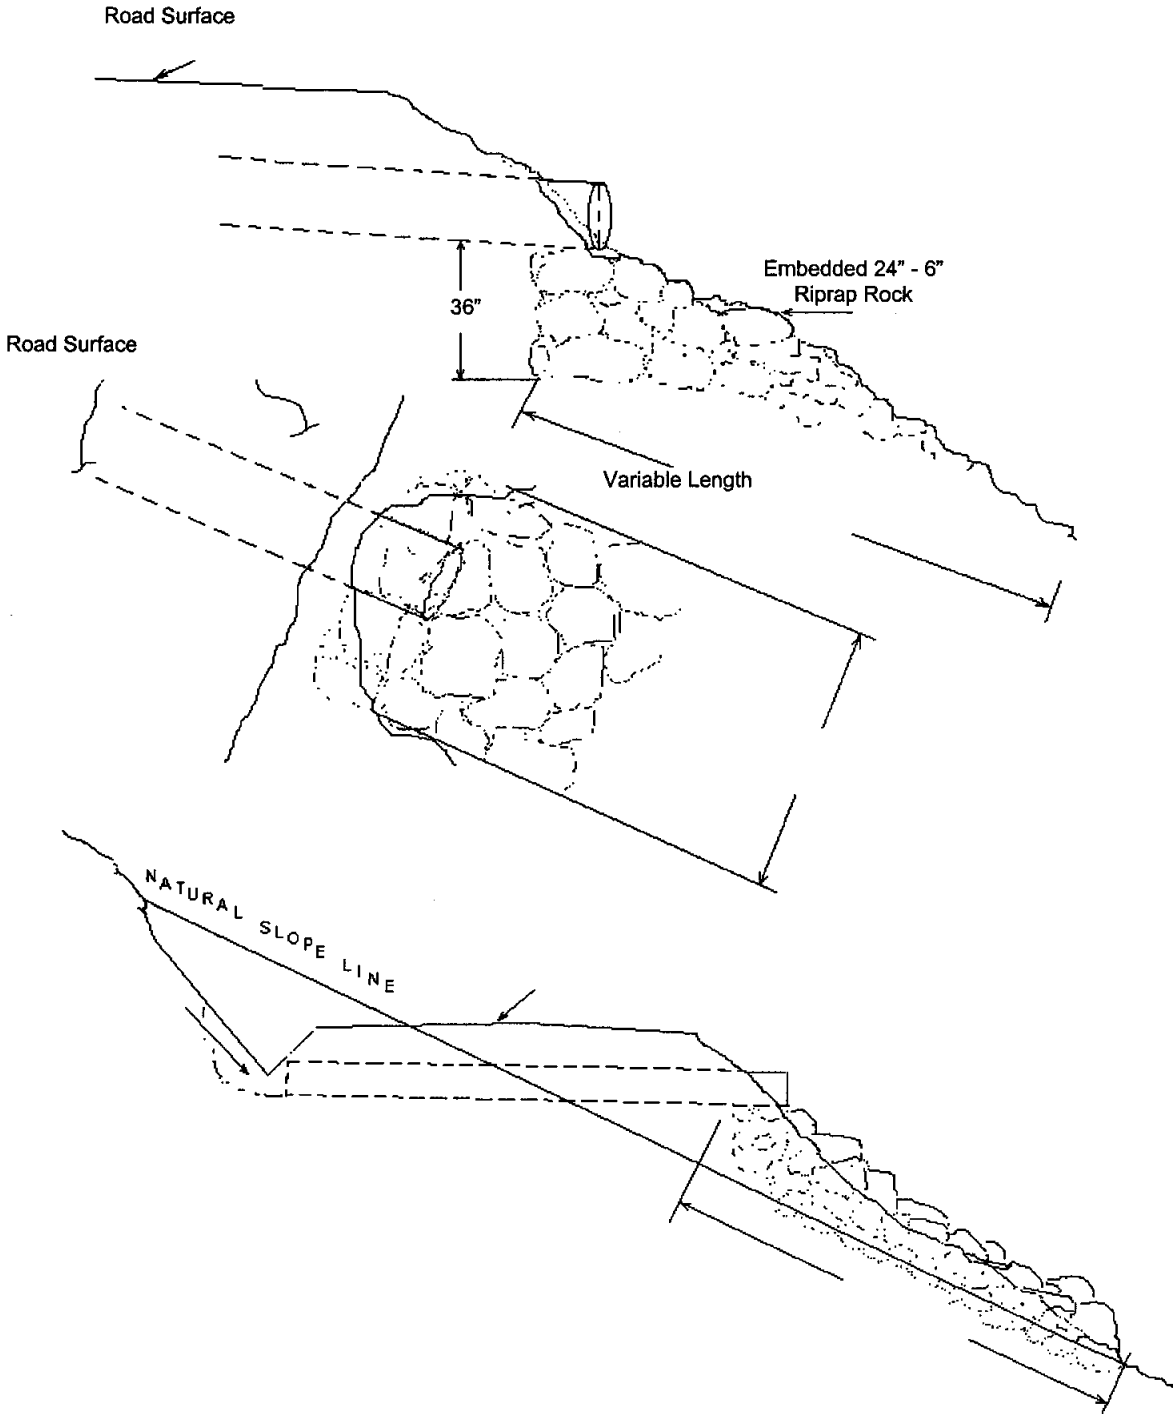 Road Surface
Embedded 24” - 6”
Riprap Rock
36”
Road Surface
Variable Length
NATURAL SLOPE LINE